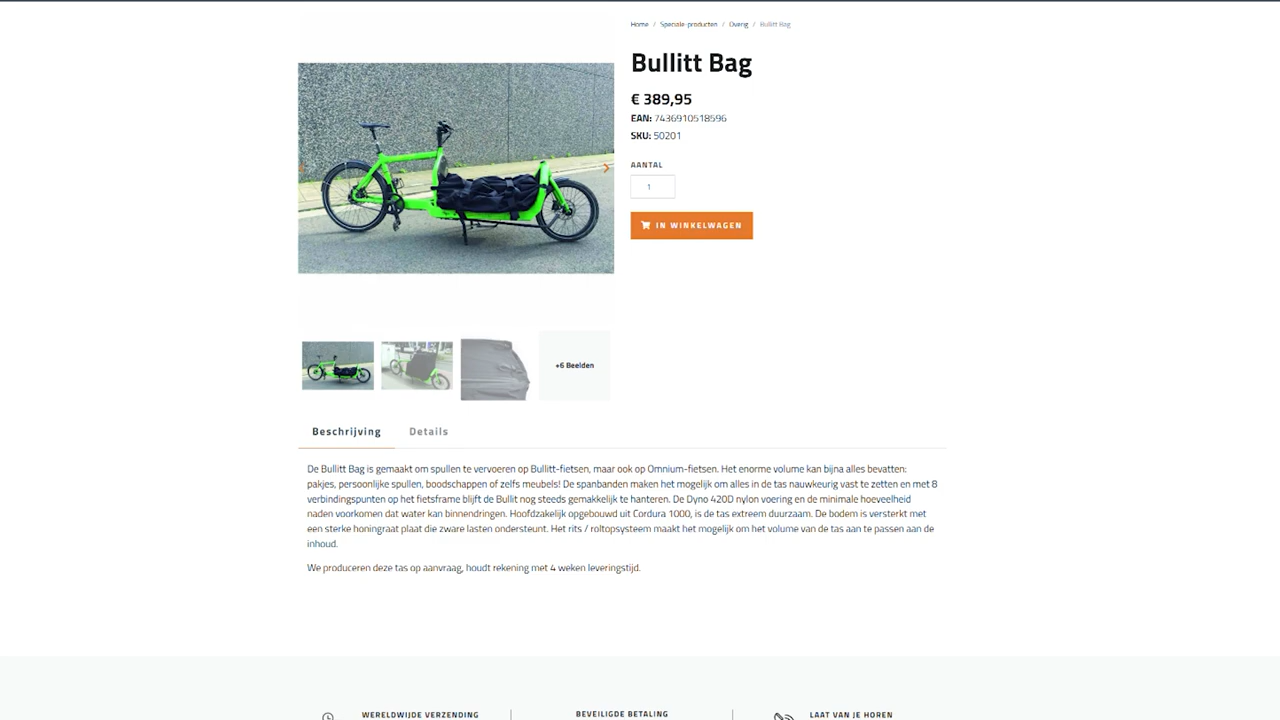 Home / Speciale-producten / Overig / Bullitt Bag
Bullitt Bag
€ 389,95
EAN: 7436910518596
SKU: 50201
AANTAL
1
IN WINKELWAGEN
+6 Beelden
Beschrijving Details
De Bullitt Bag is gemaakt om spullen te vervoeren op Bullitt-fietsen, maar ook op Omnium-fietsen. Het enorme volume kan bijna alles bevatten:
pakjes, persoonlijke spullen, boodschappen of zelfs meubels! De spanbanden maken het mogelijk om alles in de tas nauwkeurig vast te zetten en met 8
verbindingspunten op het fietsframe blijft de Bullit nog steeds gemakkelijk te hanteren. De Dyno 420D nylon voering en de minimale hoeveelheid
naden voorkomen dat water kan binnendringen. Hoofdzakelijk opgebouwd uit Cordura 1000, is de tas extreem duurzaam. De bodem is versterkt met
een sterke honingraat plaat die zware lasten ondersteunt. Het rits / roltopsysteem maakt het mogelijk om het volume van de tas aan te passen aan de
inhoud.
We produceren deze tas op aanvraag, houdt rekening met 4 weken leveringstijd.
WERELDWIJDE VERZENDING
BEVEILIGDE BETALING
LAAT VAN JE HOREN